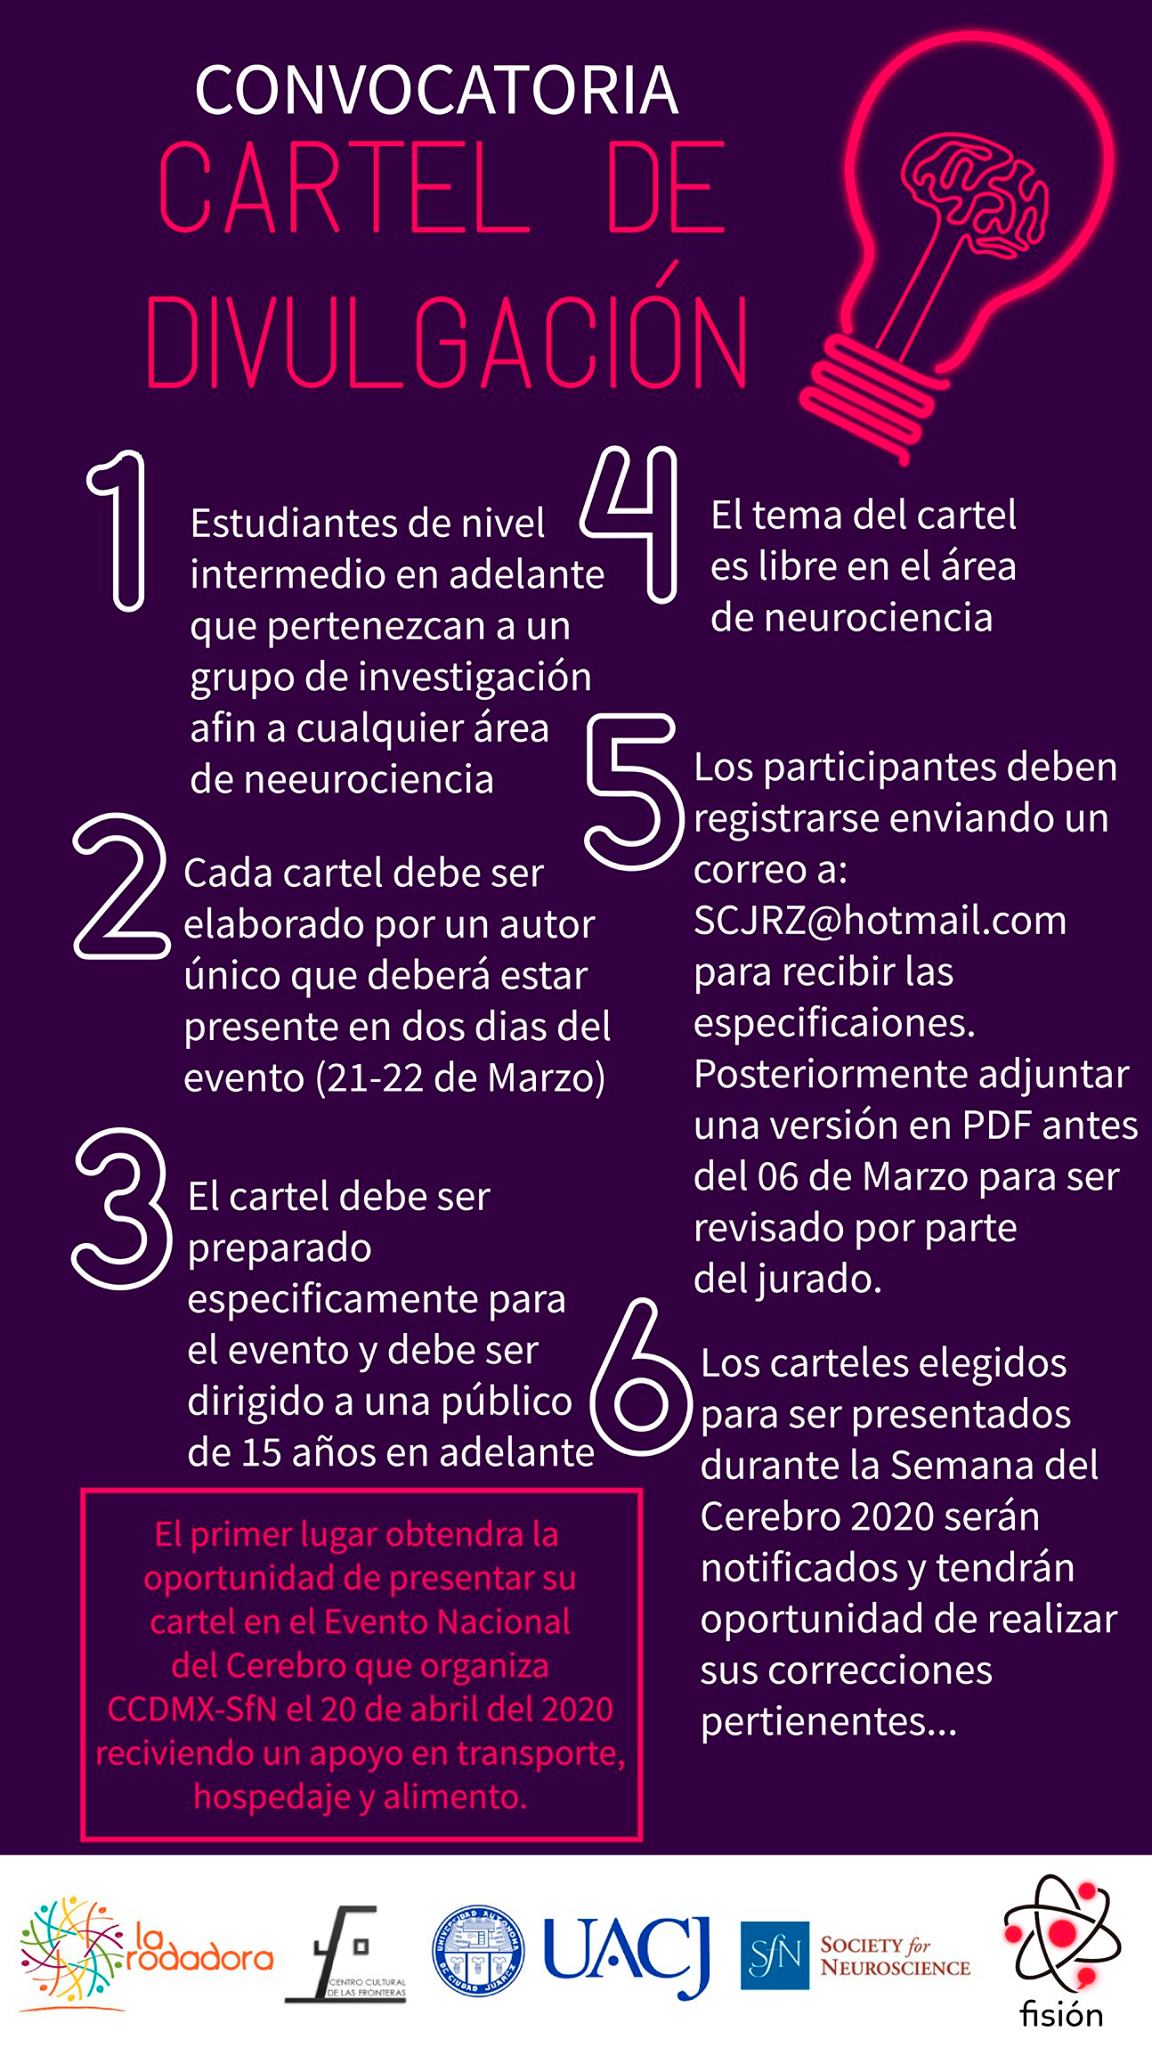 CONVOCATORIA
CARTEL DE
DIVULGACIÓN
1
Estudiantes de nivel
intermedio en adelante
que pertenezcan a un
grupo de investigación
afin a cualquier área
de neeurociencia
2
Cada cartel debe ser
elaborado por un autor
único que deberá estar
presente en dos dias del
evento (21-22 de Marzo)
3
El cartel debe ser
preparado
especificamente para
el evento y debe ser
dirigido a una público
de 15 años en adelante
4
El tema del cartel
es libre en el área
de neurociencia
5
Los participantes deben
registrarse enviando un
correo a:
SCJRZ@hotmail.com
para recibir las
especificaiones.
Posteriormente adjuntar
una versión en PDF antes
del 06 de Marzo para ser
revisado por parte
del jurado.
6
Los carteles elegidos
para ser presentados
durante la Semana del
Cerebro 2020 serán
notificados y tendrán
oportunidad de realizar
sus correcciones
pertienentes...
El primer lugar obtendra la
oportunidad de presentar su
cartel en el Evento Nacional
del Cerebro que organiza
CCDMX-SfN el 20 de abril del 2020
reciviendo un apoyo en transporte,
hospedaje y alimento.
la
rodadora
CENTRO CULTURAL
DE LAS FRONTERAS
UNIVERSIDAD AUTONOMA
DE CIUDAD JUAREZ
UACJ
SfN
SOCIETY for
NEUROSCIENCE
fisión